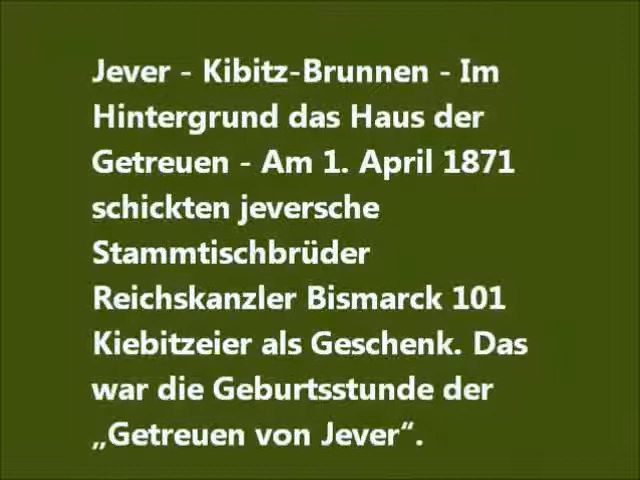 Jever - Kibitz-Brunnen - Im
Hintergrund das Haus der
Getreuen - Am 1. April 1871
schickten jeversche
Stammtischbrüder
Reichskanzler Bismarck 101
Kiebitzeier als Geschenk. Das
war die Geburtsstunde der
„Getreuen von Jever“.